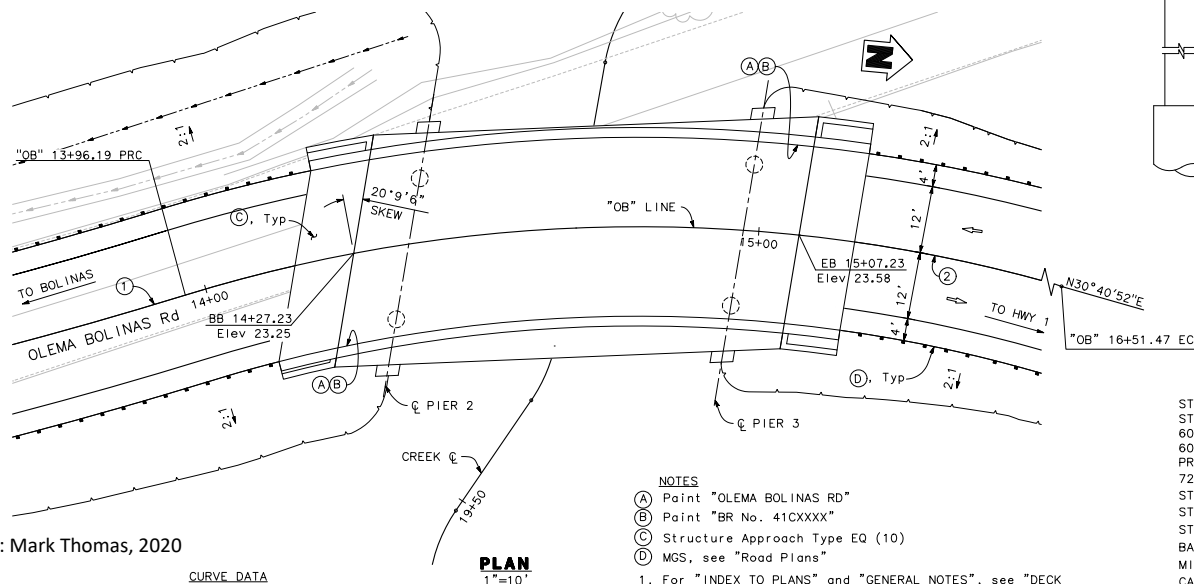 N
A B
2:1
2:1
"OB" 13+96.19 PRC
20°9'6"
SKEW
C, Typ
"OB" LINE
4'
12'
15+00
TO BOLINAS
1
14+00
EB 15+07.23
Elev 23.58
2
N30°40'52"E
BB 14+27.23
Elev 23.25
12'
TO HWY 1
OLEMA BOLINAS Rd
4'
"OB" 16+51.47 EC
A B
D, Typ
2:1
2:1
℄ PIER 2
℄ PIER 3
CREEK ℄
19+50
NOTES
A Paint "OLEMA BOLINAS RD"
B Paint "BR No. 41CXXXX"
C Structure Approach Type EQ (10)
D MGS, see "Road Plans"
1. For "INDEX TO PLANS" and "GENERAL NOTES", see "DECK
: Mark Thomas, 2020
CURVE DATA
PLAN
1"=10'
ST
ST
60
60
PR
72
ST
ST
ST
BA
MI
CA